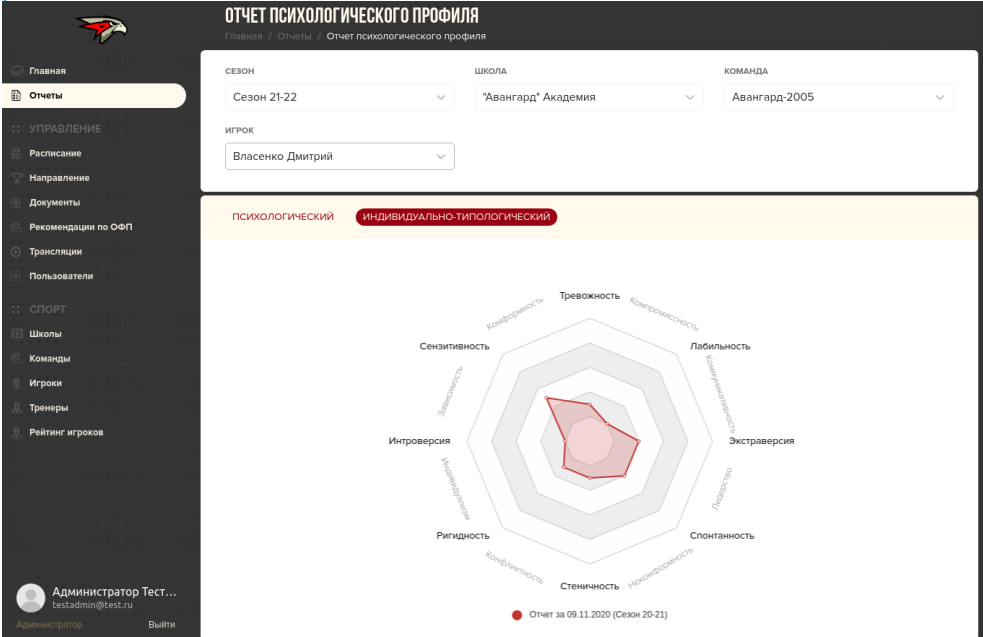 ОТЧЕТ ПСИХОЛОГИЧЕСКОГО ПРОФИЛЯ
Главная / Отчеты / Отчет психологического профиля
Главная
Отчеты
УПРАВЛЕНИЕ
Расписание
Направление
Документы
Рекомендации по ОФП
Трансляции
Пользователи
СПОРТ
Школы
Команды
Игроки
Тренеры
Рейтинг игроков
Администратор Тест...
testadmin@test.ru
Администратор Выйти
СЕЗОН ШКОЛА КОМАНДА
Сезон 21-22 "Авангард" Академия Авангард-2005
ИГРОК
Власенко Дмитрий
ПСИХОЛОГИЧЕСКИЙ ИНДИВИДУАЛЬНО-ТИПОЛОГИЧЕСКИЙ
Тревожность
Комформность Компромиссность
Сензитивность Лабильность
Зависимость Коммуникативность
Интроверсия Экстраверсия
Индивидуализм Лидерство
Ригидность Спонтанность
Конфликтность Некомформность
Стеничность
Отчет за 09.11.2020 (Сезон 20-21)